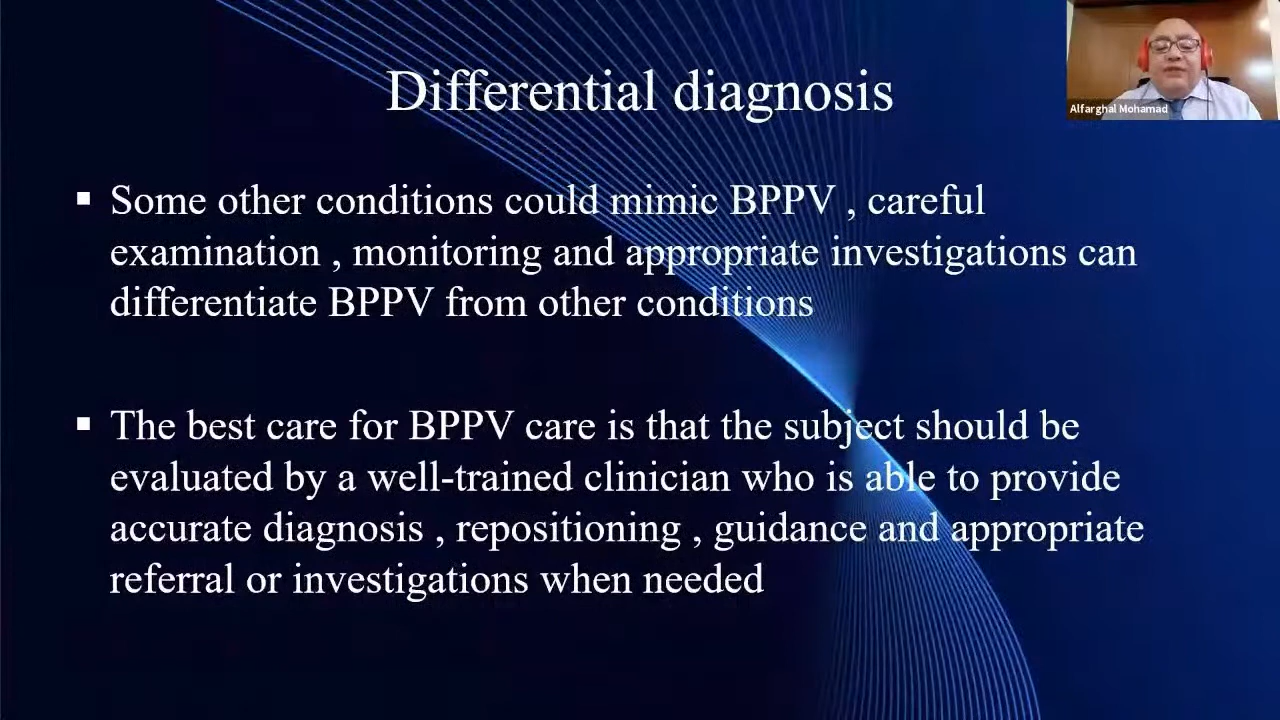 Differential diagnosis
Alfarghal Mohamad
▪ Some other conditions could mimic BPPV , careful
examination , monitoring and appropriate investigations can
differentiate BPPV from other conditions
▪ The best care for BPPV care is that the subject should be
evaluated by a well-trained clinician who is able to provide
accurate diagnosis , repositioning , guidance and appropriate
referral or investigations when needed